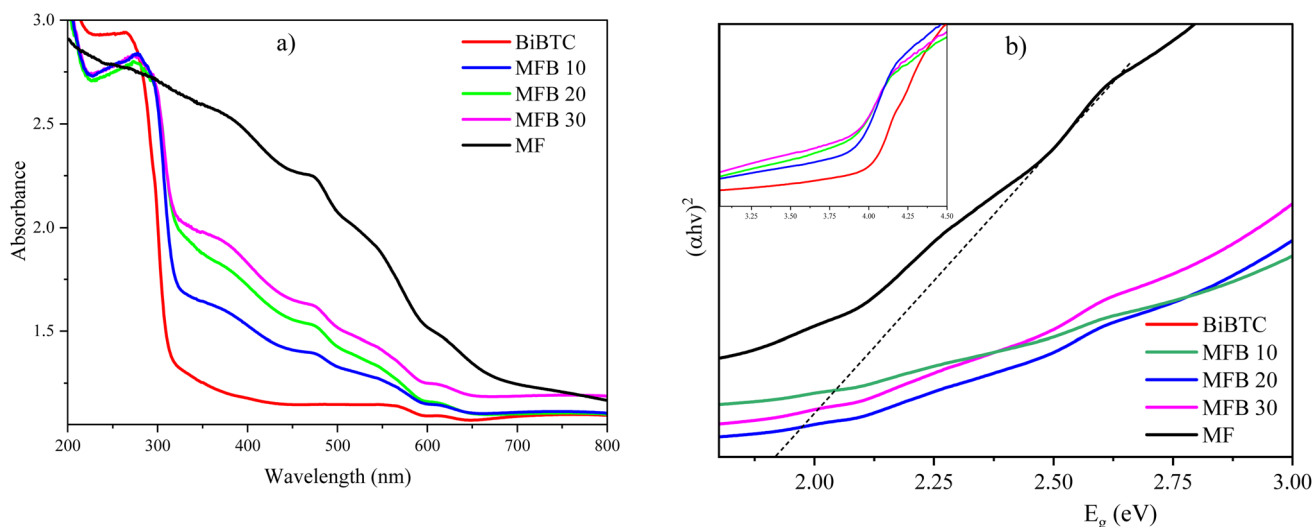 a)
3.0
2.5
2.0
1.5
Absorbance
200 300 400 500 600 700 800
Wavelength (nm)
BiBTC
MFB 10
MFB 20
MFB 30
MF
b)
3.25 3.50 3.75 4.00 4.25 4.50
(αhν)²
2.00 2.25 2.50 2.75 3.00
E_g (eV)
BiBTC
MFB 10
MFB 20
MFB 30
MF